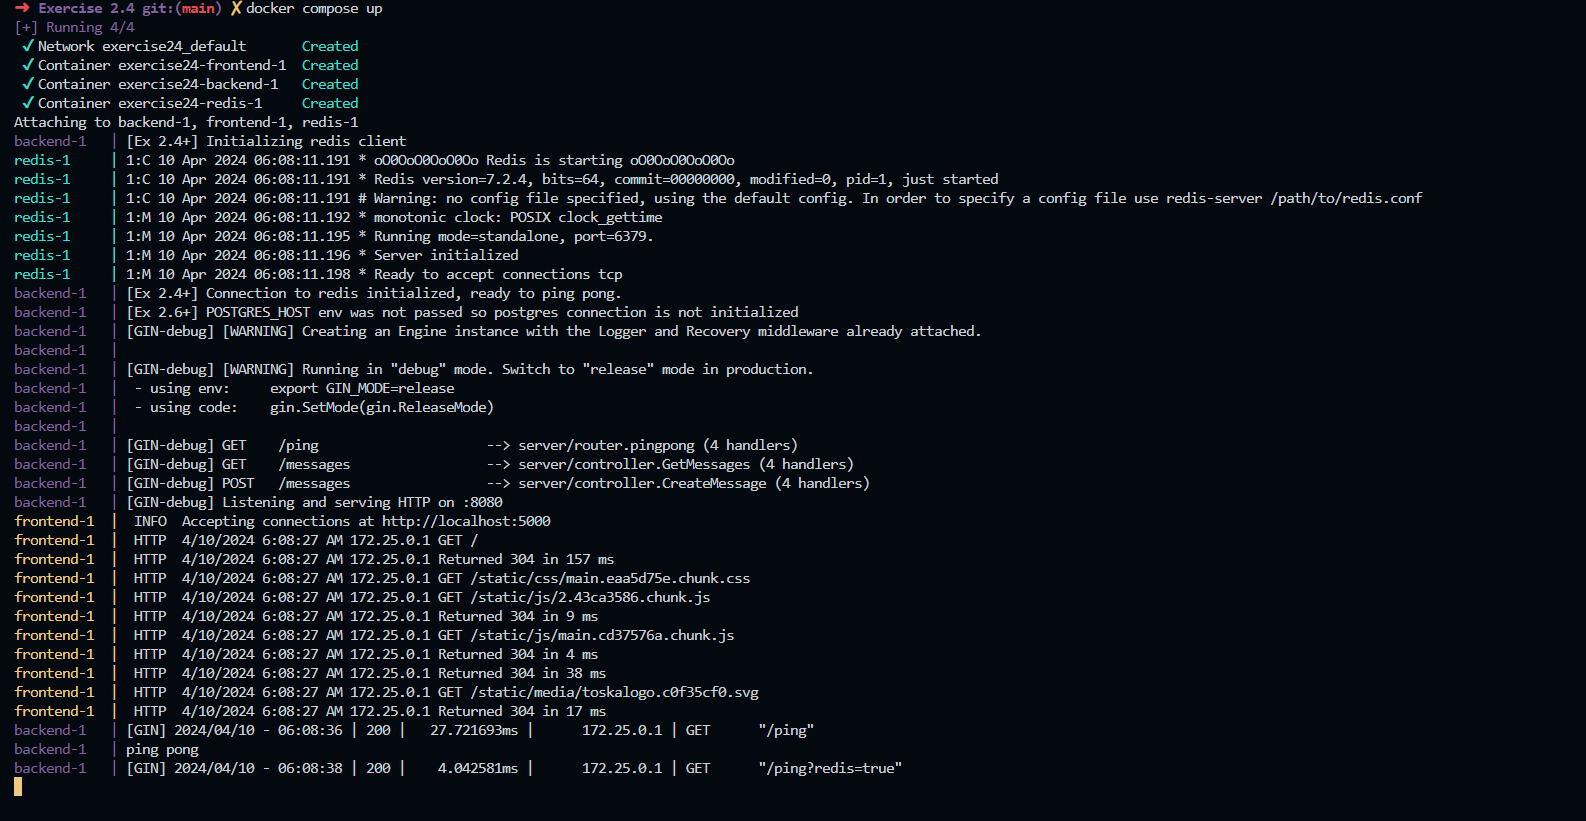 ➜ Exercise 2.4 git:(main) ✗ docker compose up
[+] Running 4/4
✔ Network exercise24_default Created
✔ Container exercise24-frontend-1 Created
✔ Container exercise24-backend-1 Created
✔ Container exercise24-redis-1 Created
Attaching to backend-1, frontend-1, redis-1
backend-1 | [Ex 2.4+] Initializing redis client
redis-1 | 1:C 10 Apr 2024 06:08:11.191 * oO0OoO0OoO0Oo Redis is starting oO0OoO0OoO0Oo
redis-1 | 1:C 10 Apr 2024 06:08:11.191 * Redis version=7.2.4, bits=64, commit=00000000, modified=0, pid=1, just started
redis-1 | 1:C 10 Apr 2024 06:08:11.191 # Warning: no config file specified, using the default config. In order to specify a config file use redis-server /path/to/redis.conf
redis-1 | 1:M 10 Apr 2024 06:08:11.192 * monotonic clock: POSIX clock_gettime
redis-1 | 1:M 10 Apr 2024 06:08:11.195 * Running mode=standalone, port=6379.
redis-1 | 1:M 10 Apr 2024 06:08:11.196 * Server initialized
redis-1 | 1:M 10 Apr 2024 06:08:11.198 * Ready to accept connections tcp
backend-1 | [Ex 2.4+] Connection to redis initialized, ready to ping pong.
backend-1 | [Ex 2.6+] POSTGRES_HOST env was not passed so postgres connection is not initialized
backend-1 | [GIN-debug] [WARNING] Creating an Engine instance with the Logger and Recovery middleware already attached.
backend-1 |
backend-1 | [GIN-debug] [WARNING] Running in "debug" mode. Switch to "release" mode in production.
backend-1 | - using env: export GIN_MODE=release
backend-1 | - using code: gin.SetMode(gin.ReleaseMode)
backend-1 |
backend-1 | [GIN-debug] GET /ping --> server/router.pingpong (4 handlers)
backend-1 | [GIN-debug] GET /messages --> server/controller.GetMessages (4 handlers)
backend-1 | [GIN-debug] POST /messages --> server/controller.CreateMessage (4 handlers)
backend-1 | [GIN-debug] Listening and serving HTTP on :8080
frontend-1 | INFO Accepting connections at http://localhost:5000
frontend-1 | HTTP 4/10/2024 6:08:27 AM 172.25.0.1 GET /
frontend-1 | HTTP 4/10/2024 6:08:27 AM 172.25.0.1 Returned 304 in 157 ms
frontend-1 | HTTP 4/10/2024 6:08:27 AM 172.25.0.1 GET /static/css/main.eaa5d75e.chunk.css
frontend-1 | HTTP 4/10/2024 6:08:27 AM 172.25.0.1 GET /static/js/2.43ca3586.chunk.js
frontend-1 | HTTP 4/10/2024 6:08:27 AM 172.25.0.1 Returned 304 in 9 ms
frontend-1 | HTTP 4/10/2024 6:08:27 AM 172.25.0.1 GET /static/js/main.cd37576a.chunk.js
frontend-1 | HTTP 4/10/2024 6:08:27 AM 172.25.0.1 Returned 304 in 4 ms
frontend-1 | HTTP 4/10/2024 6:08:27 AM 172.25.0.1 Returned 304 in 38 ms
frontend-1 | HTTP 4/10/2024 6:08:27 AM 172.25.0.1 GET /static/media/toskalogo.c0f35cf0.svg
frontend-1 | HTTP 4/10/2024 6:08:27 AM 172.25.0.1 Returned 304 in 17 ms
backend-1 | [GIN] 2024/04/10 - 06:08:36 | 200 | 27.721693ms | 172.25.0.1 | GET "/ping"
backend-1 | ping pong
backend-1 | [GIN] 2024/04/10 - 06:08:38 | 200 | 4.042581ms | 172.25.0.1 | GET "/ping?redis=true"